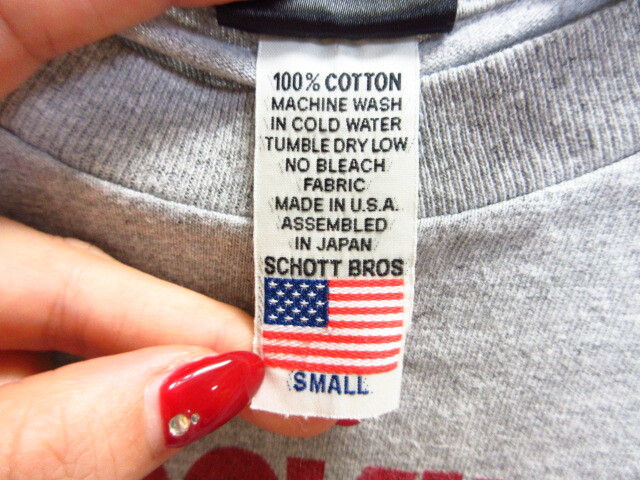 100% COTTON
MACHINE WASH
IN COLD WATER
TUMBLE DRY LOW
NO BLEACH
FABRIC
MADE IN U.S.A.
ASSEMBLED
IN JAPAN
SCHOTT BROS
SMALL